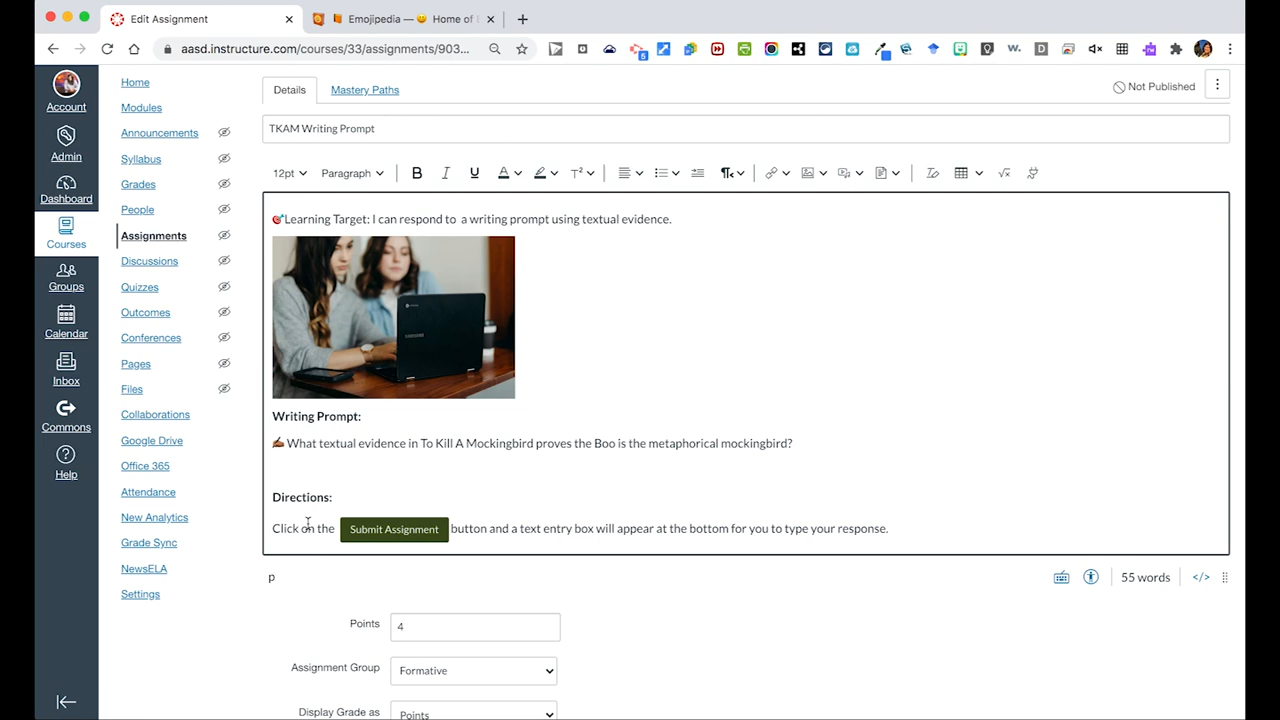 Edit Assignment
Emojipedia — 😀 Home of
aasd.instructure.com/courses/33/assignments/903...
Account
Admin
Dashboard
Courses
Groups
Calendar
Inbox
Commons
Help
Home
Modules
Announcements
Syllabus
Grades
People
Assignments
Discussions
Quizzes
Outcomes
Conferences
Pages
Files
Collaborations
Google Drive
Office 365
Attendance
New Analytics
Grade Sync
NewsELA
Settings
Details
Mastery Paths
Not Published
TKAM Writing Prompt
12pt
Paragraph
🎯Learning Target: I can respond to a writing prompt using textual evidence.
Writing Prompt:
✍🏾 What textual evidence in To Kill A Mockingbird proves the Boo is the metaphorical mockingbird?
Directions:
Click on the Submit Assignment button and a text entry box will appear at the bottom for you to type your response.
p
55 words
</>
Points
4
Assignment Group
Formative
Display Grade as
Points